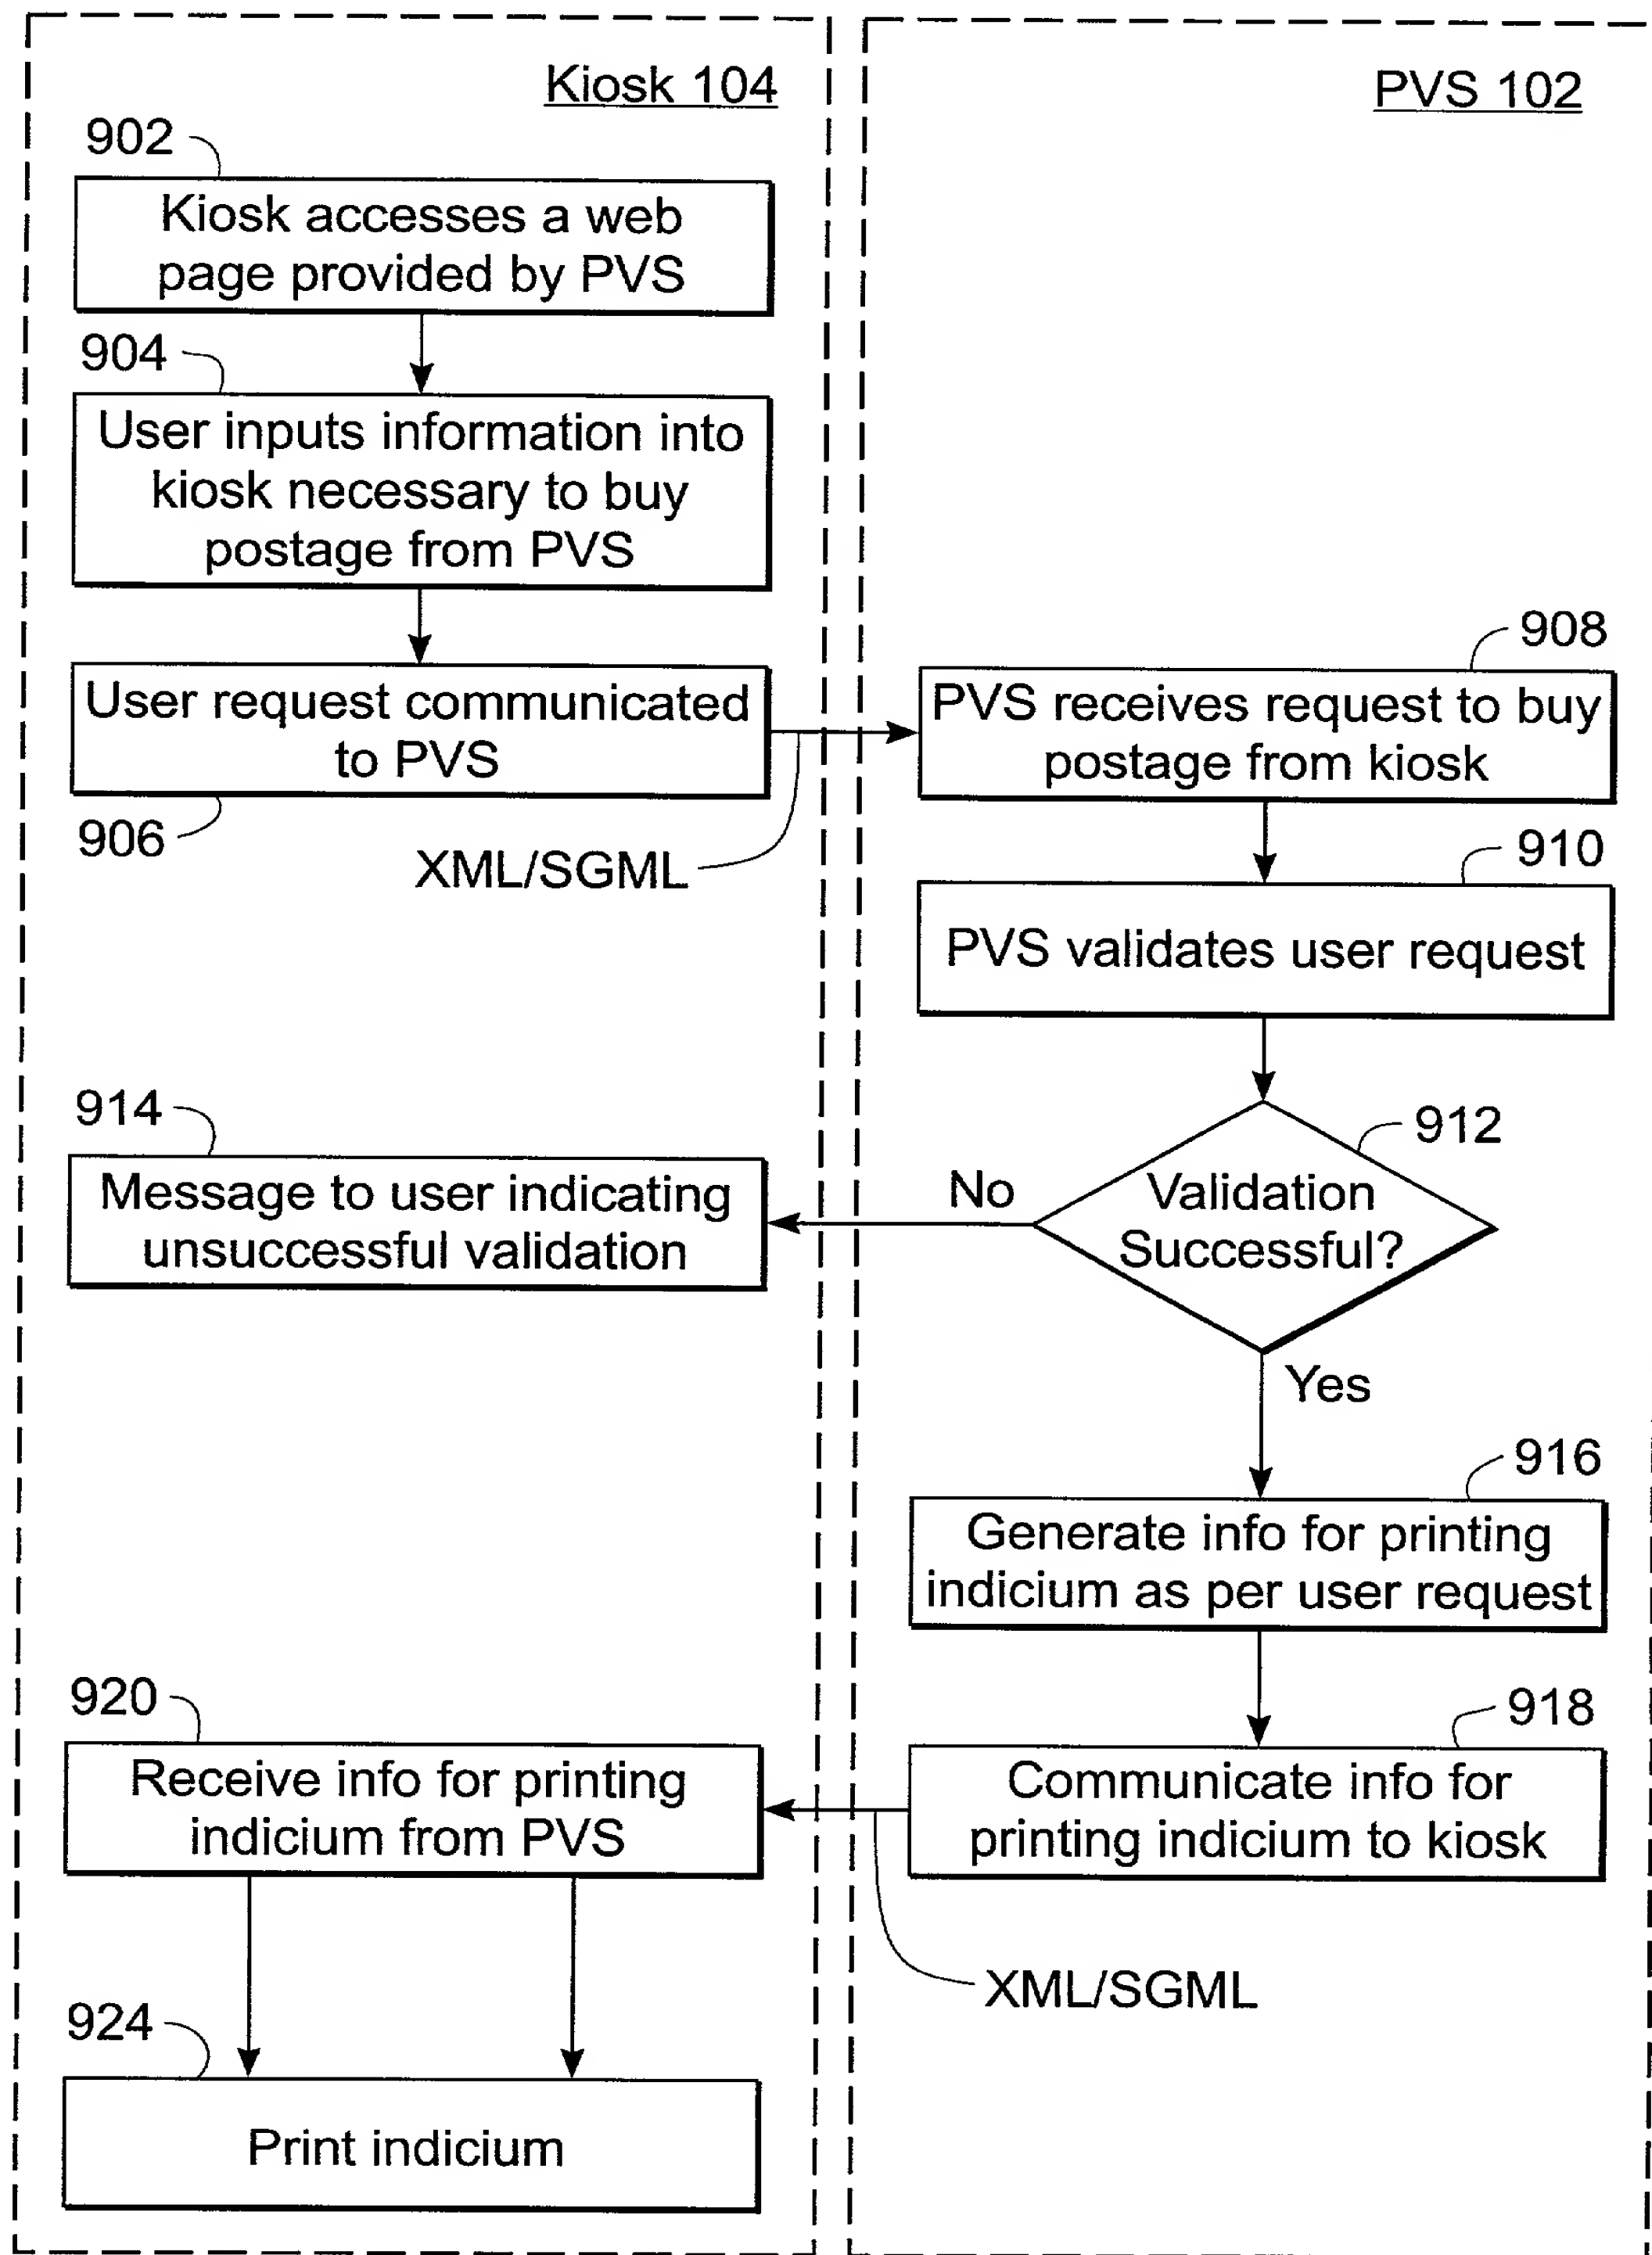 Kiosk 104
PVS 102
902
Kiosk accesses a web
page provided by PVS
904
User inputs information into
kiosk necessary to buy
postage from PVS
User request communicated
to PVS
906
XML/SGML
908
PVS receives request to buy
postage from kiosk
910
PVS validates user request
912
Validation
Successful?
No
914
Message to user indicating
unsuccessful validation
Yes
916
Generate info for printing
indicium as per user request
918
Communicate info for
printing indicium to kiosk
XML/SGML
920
Receive info for printing
indicium from PVS
924
Print indicium